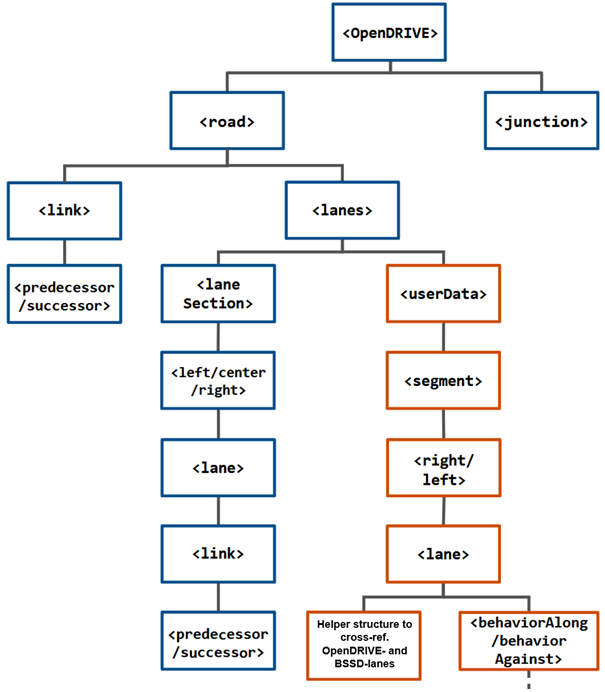 <OpenDRIVE>
<road>
<junction>
<link>
<lanes>
<predecessor
/successor>
<lane
Section>
<userData>
<left/center
/right>
<segment>
<lane>
<right/
left>
<link>
<lane>
<predecessor
/successor>
Helper structure to
cross-ref.
OpenDRIVE- and
BSSD-lanes
<behaviorAlong
/behavior
Against>